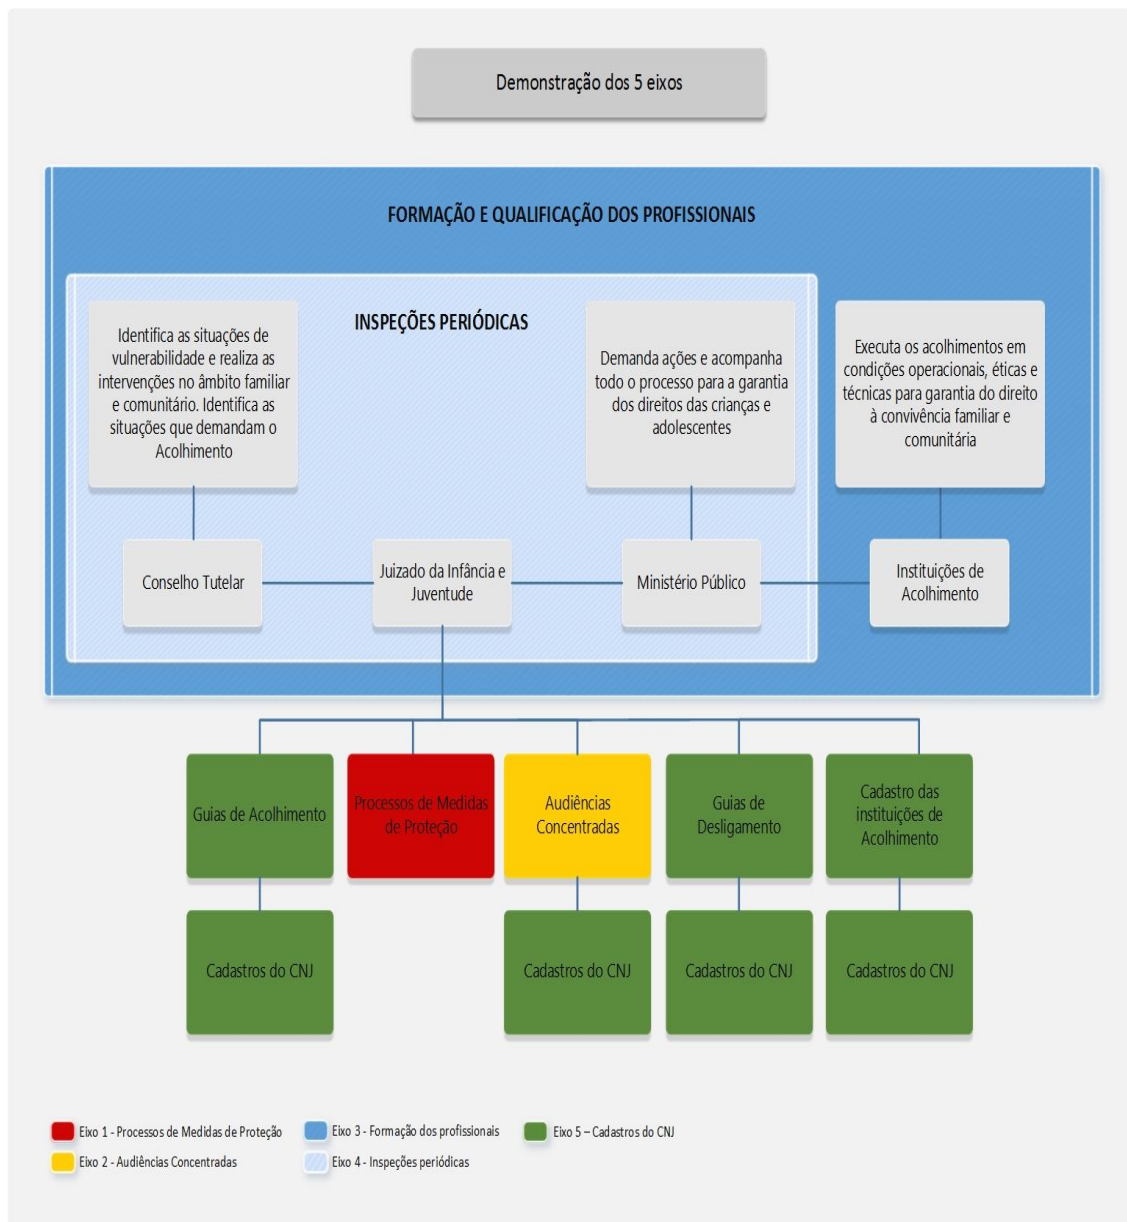 Demonstração dos 5 eixos
FORMAÇÃO E QUALIFICAÇÃO DOS PROFISSIONAIS
INSPEÇÕES PERIÓDICAS
Identifica as situações de
vulnerabilidade e realiza as
intervenções no âmbito familiar
e comunitário. Identifica as
situações que demandam o
Acolhimento
Demanda ações e acompanha
todo o processo para a garantia
dos direitos das crianças e
adolescentes
Executa os acolhimentos em
condições operacionais, éticas e
técnicas para garantia do direito
à convivência familiar e
comunitária
Conselho Tutelar
Juizado da Infância e
Juventude
Ministério Público
Instituições de
Acolhimento
Guias de Acolhimento
Processos de Medidas
de Proteção
Audiências
Concentradas
Guias de
Desligamento
Cadastro das
instituições de
Acolhimento
Cadastros do CNJ
Cadastros do CNJ
Cadastros do CNJ
Cadastros do CNJ
Eixo 1 - Processos de Medidas de Proteção
Eixo 3 - Formação dos profissionais
Eixo 5 – Cadastros do CNJ
Eixo 2 - Audiências Concentradas
Eixo 4 - Inspeções periódicas